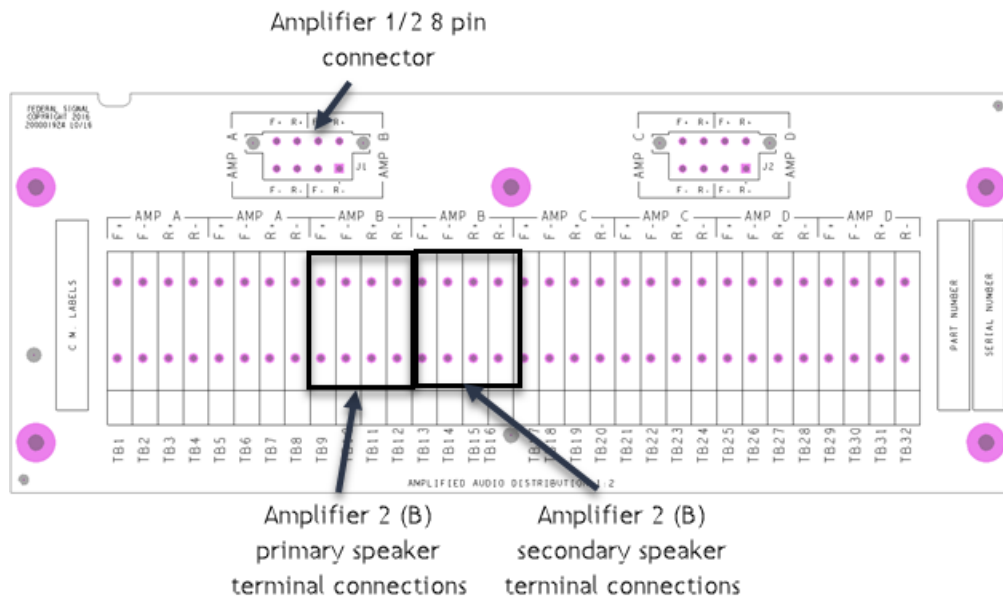 Amplifier 1/2 8 pin
connector
FEDERAL SIGNAL
COPYRIGHT 2016
F+ R+ F+ R+
AMP A
AMP B
J1
F- R- F- R-
F+ R+ F+ R+
AMP C
AMP D
J2
F- R- F- R-
AMP A AMP A AMP B AMP B AMP C AMP C AMP D AMP D
F+ F- R+ R- F+ F- R+ R- F+ F- R+ R- F+ F- R+ R- F+ F- R+ R- F+ F- R+ R- F+ F- R+ R- F+ F- R+ R-
C M. LABELS
PART NUMBER
SERIAL NUMBER
TB1 TB2 TB3 TB4 TB5 TB6 TB7 TB8 TB9 TB11 TB12 TB13 TB14 TB15 TB16 TB18 TB19 TB20 TB21 TB22 TB23 TB24 TB25 TB26 TB27 TB28 TB29 TB30 TB31 TB32
AMPLIFIED AUDIO DISTRIBUTION 1:2
Amplifier 2 (B)
primary speaker
terminal connections
Amplifier 2 (B)
secondary speaker
terminal connections